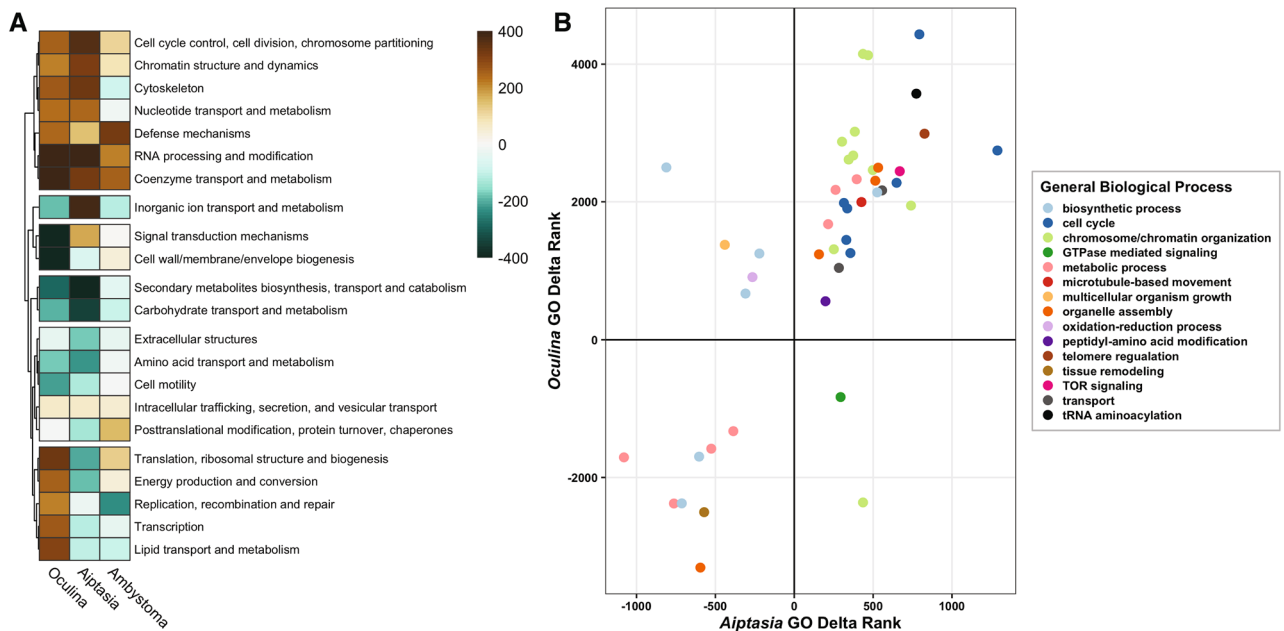 A
Cell cycle control, cell division, chromosome partitioning
Chromatin structure and dynamics
Cytoskeleton
Nucleotide transport and metabolism
Defense mechanisms
RNA processing and modification
Coenzyme transport and metabolism
Inorganic ion transport and metabolism
Signal transduction mechanisms
Cell wall/membrane/envelope biogenesis
Secondary metabolites biosynthesis, transport and catabolism
Carbohydrate transport and metabolism
Extracellular structures
Amino acid transport and metabolism
Cell motility
Intracellular trafficking, secretion, and vesicular transport
Posttranslational modification, protein turnover, chaperones
Translation, ribosomal structure and biogenesis
Energy production and conversion
Replication, recombination and repair
Transcription
Lipid transport and metabolism
Oculina
Aiptasia
Ambystoma
400
200
0
-200
-400
B
Oculina GO Delta Rank
4000
2000
0
-2000
-1000
-500
0
500
1000
Aiptasia GO Delta Rank
General Biological Process
biosynthetic process
cell cycle
chromosome/chromatin organization
GTPase mediated signaling
metabolic process
microtubule-based movement
multicellular organism growth
organelle assembly
oxidation-reduction process
peptidyl-amino acid modification
telomere regualation
tissue remodeling
TOR signaling
transport
tRNA aminoacylation